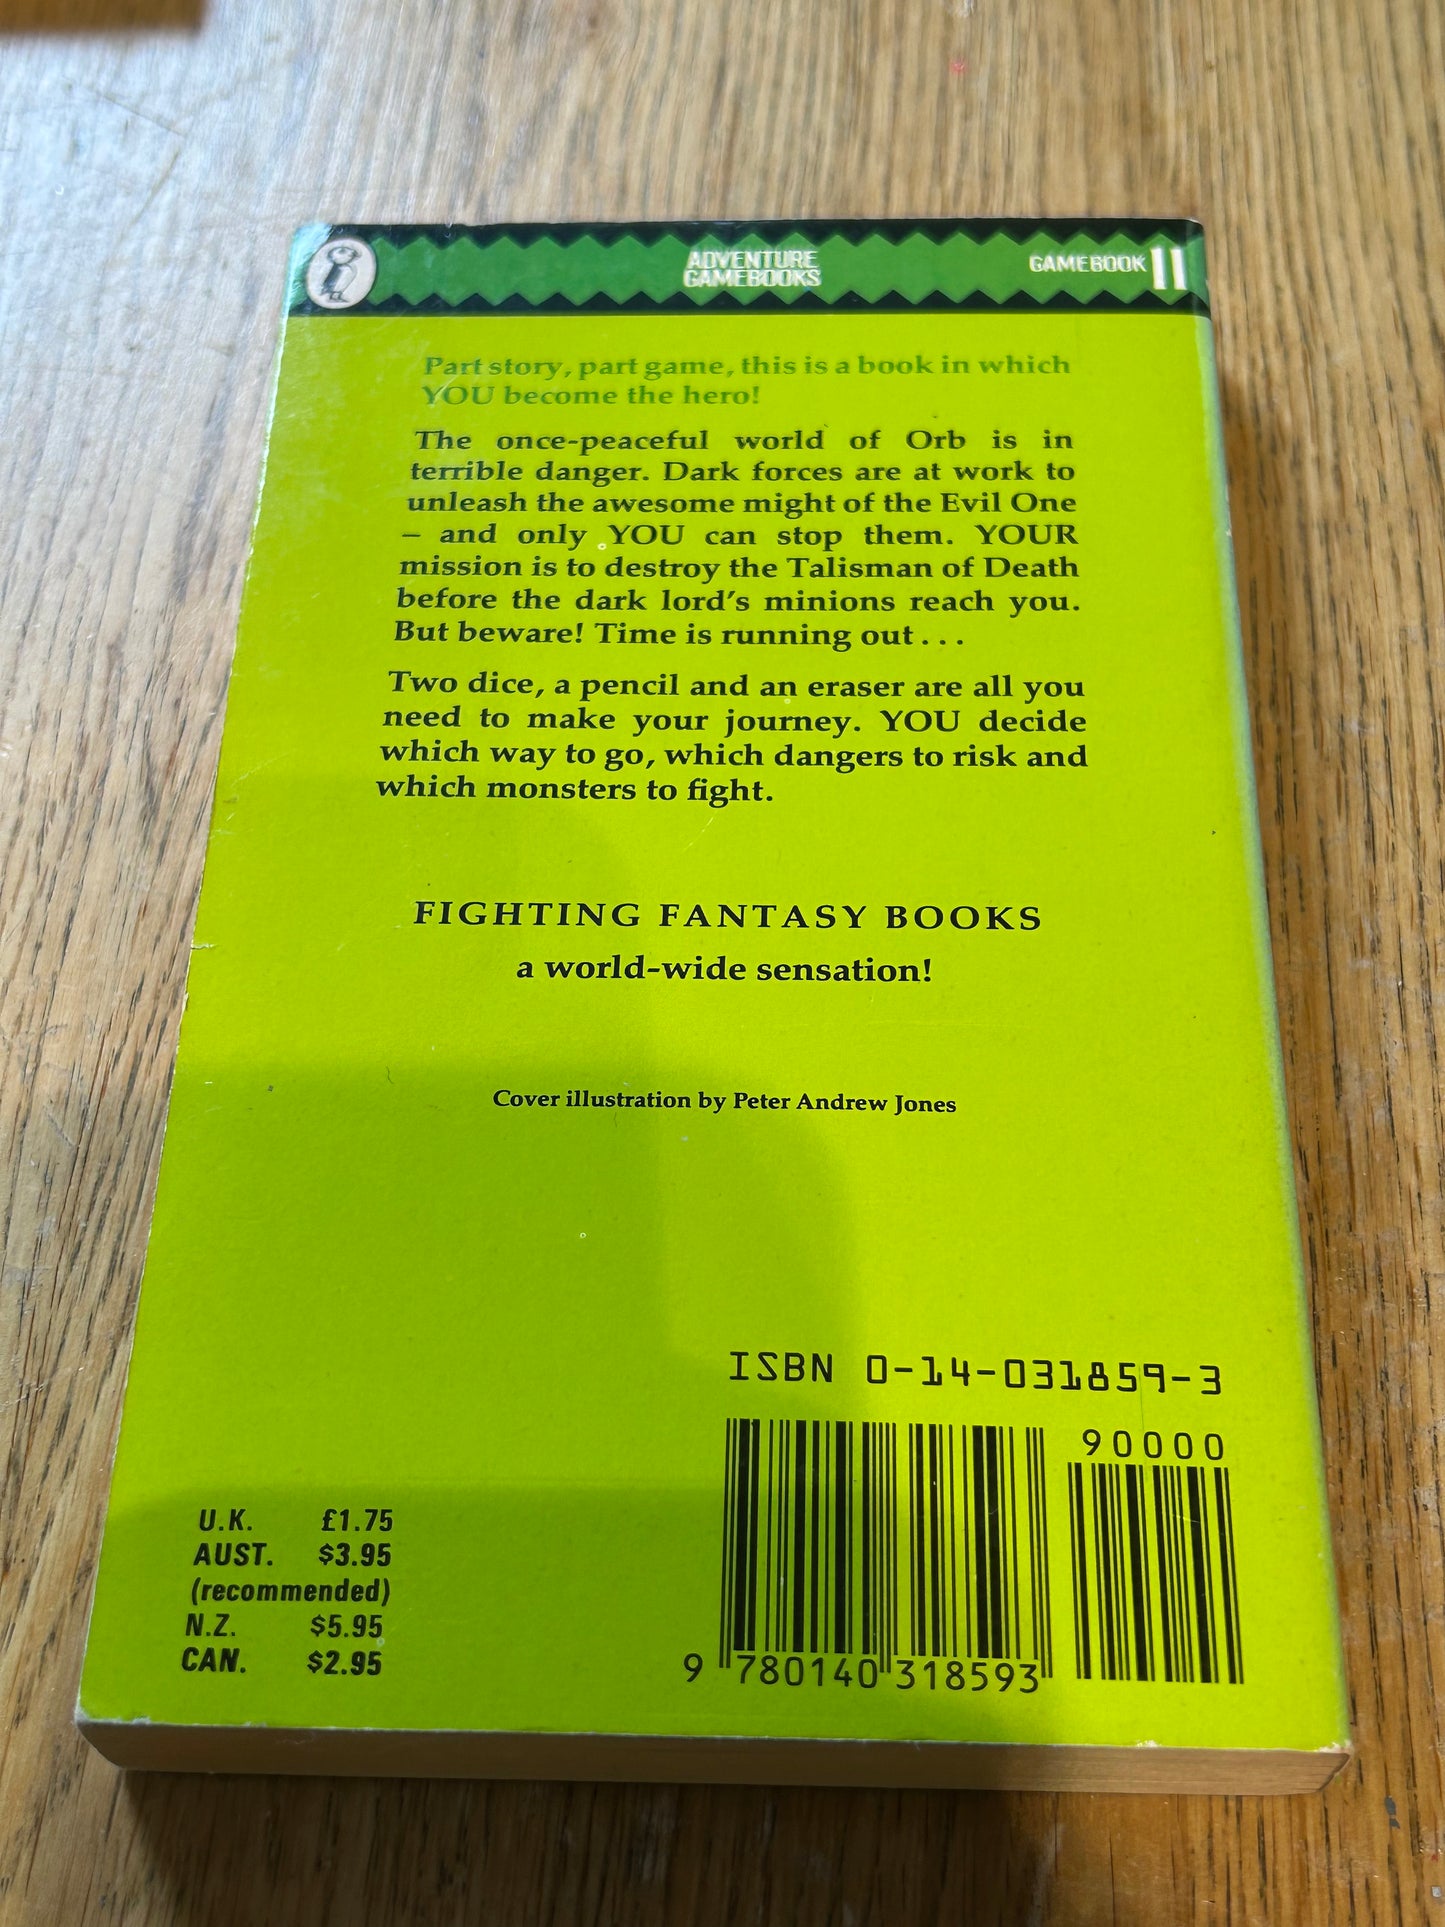 ADVENTURE
GAMEBOOKS
GAMEBOOK 11
Part story, part game, this is a book in which
YOU become the hero!
The once-peaceful world of Orb is in
terrible danger. Dark forces are at work to
unleash the awesome might of the Evil One
– and only YOU can stop them. YOUR
mission is to destroy the Talisman of Death
before the dark lord's minions reach you.
But beware! Time is running out . . .
Two dice, a pencil and an eraser are all you
need to make your journey. YOU decide
which way to go, which dangers to risk and
which monsters to fight.
FIGHTING FANTASY BOOKS
a world-wide sensation!
Cover illustration by Peter Andrew Jones
ISBN 0-14-031859-3
90000
U.K. £1.75
AUST. $3.95
(recommended)
N.Z. $5.95
CAN. $2.95
9 780140 318593